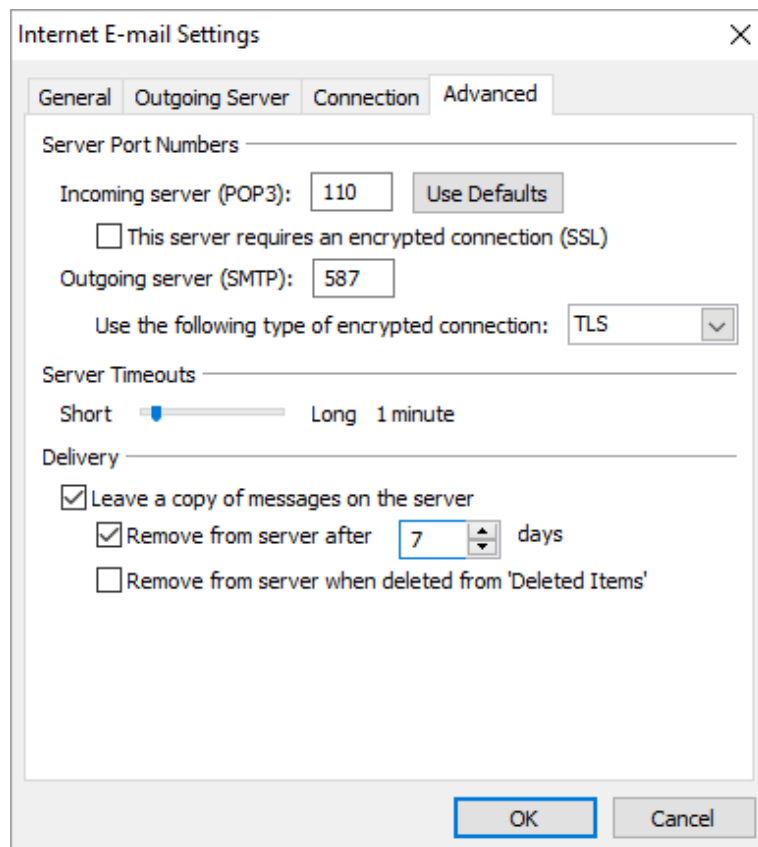 Internet E-mail Settings
General Outgoing Server Connection Advanced
Server Port Numbers
Incoming server (POP3): 110 Use Defaults
This server requires an encrypted connection (SSL)
Outgoing server (SMTP): 587
Use the following type of encrypted connection: TLS
Server Timeouts
Short Long 1 minute
Delivery
Leave a copy of messages on the server
Remove from server after 7 days
Remove from server when deleted from 'Deleted Items'
OK Cancel